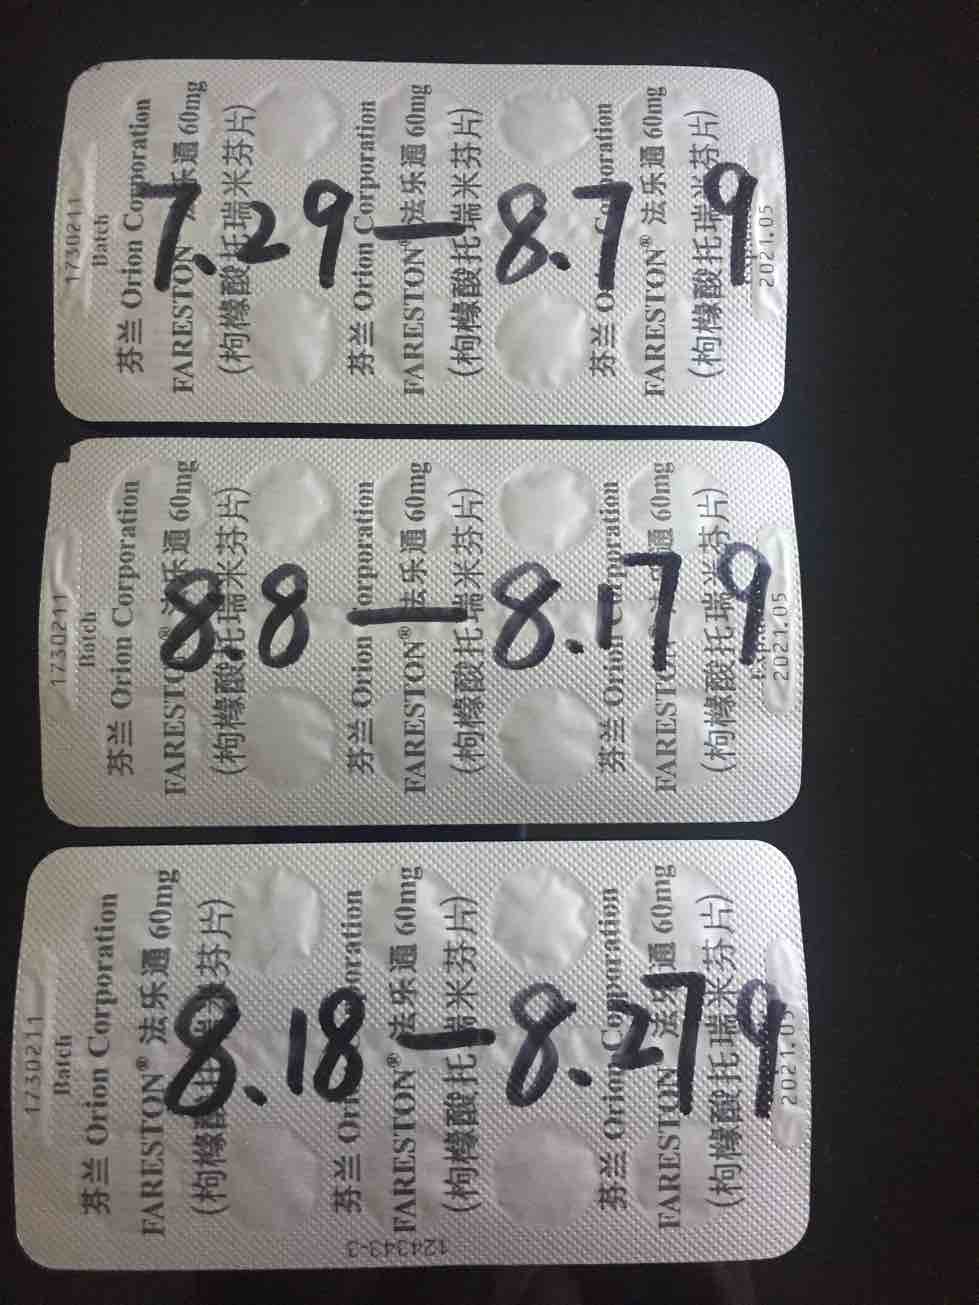 1730211
Batch
芬兰 Orion Corporation
FARESTON 法乐通 60mg
(枸橼酸托瑞米芬片)
芬兰 Orion Corporation
FARESTON® 法乐通 60mg
(枸橼酸托瑞米芬片)
芬兰 Orion Corporation
FARESTON® 法乐通 60mg
(枸橼酸托瑞米芬片)
2021.05
7.29—8.7 9
1730211
Batch
芬兰 Orion Corporation
FARESTON® 法乐通 60mg
(枸橼酸托瑞米芬片)
芬兰 Orion Corporation
FARESTON® 法乐通 60mg
(枸橼酸托瑞米芬片)
芬兰 Orion Corporation
FARESTON 法乐通 60mg
(枸橼酸托瑞米芬片)
2021.05
8.8—8.17 9
1730211
Batch
芬兰 Orion Corporation
FARESTON® 法乐通 60mg
(枸橼酸托瑞米芬片)
芬兰 Orion Corporation
FARESTON® 法乐通 60mg
(枸橼酸托瑞米芬片)
芬兰 Orion Corporation
FARESTON 法乐通 60mg
(枸橼酸托瑞米芬片)
2021.05
8.18—8.27 9
124343-3